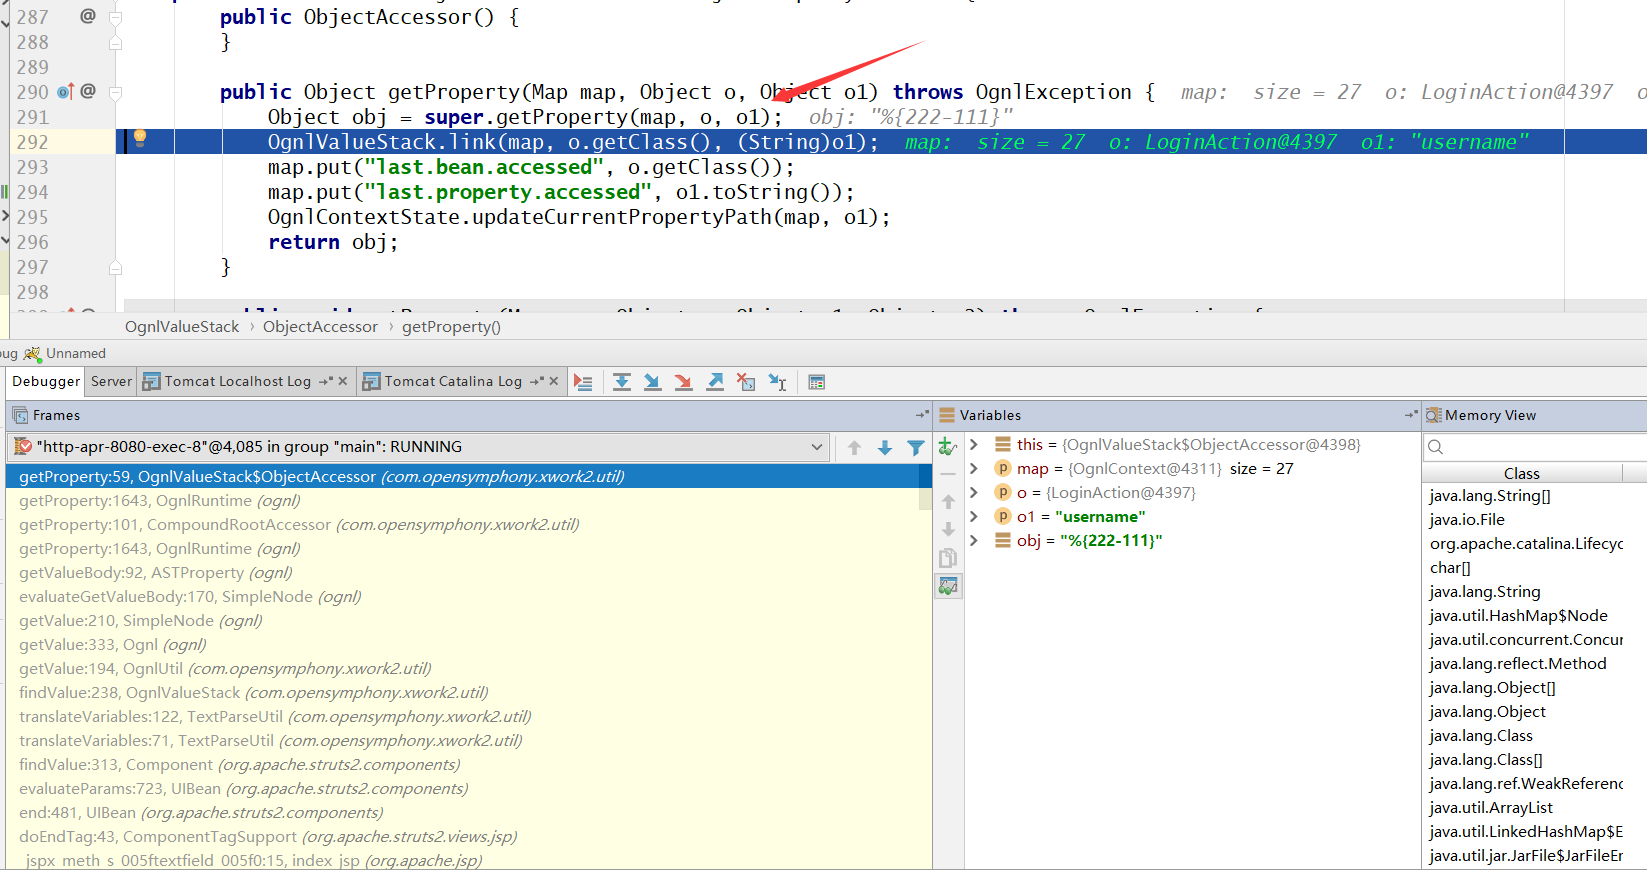 287 @ public ObjectAccessor() {
288 }
289
290 @ public Object getProperty(Map map, Object o, Object o1) throws OgnlException { map: size = 27 o: LoginAction@4397 o
291 Object obj = super.getProperty(map, o, o1); obj: "%{222-111}"
292 OgnlValueStack.link(map, o.getClass(), (String)o1); map: size = 27 o: LoginAction@4397 o1: "username"
293 map.put("last.bean.accessed", o.getClass());
294 map.put("last.property.accessed", o1.toString());
295 OgnlContextState.updateCurrentPropertyPath(map, o1);
296 return obj;
297 }
298
OgnlValueStack › ObjectAccessor › getProperty()
ug Unnamed
Debugger Server Tomcat Localhost Log Tomcat Catalina Log
Frames
"http-apr-8080-exec-8"@4,085 in group "main": RUNNING
getProperty:59, OgnlValueStack$ObjectAccessor (com.opensymphony.xwork2.util)
getProperty:1643, OgnlRuntime (ognl)
getProperty:101, CompoundRootAccessor (com.opensymphony.xwork2.util)
getProperty:1643, OgnlRuntime (ognl)
getValueBody:92, ASTProperty (ognl)
evaluateGetValueBody:170, SimpleNode (ognl)
getValue:210, SimpleNode (ognl)
getValue:333, Ognl (ognl)
getValue:194, OgnlUtil (com.opensymphony.xwork2.util)
findValue:238, OgnlValueStack (com.opensymphony.xwork2.util)
translateVariables:122, TextParseUtil (com.opensymphony.xwork2.util)
translateVariables:71, TextParseUtil (com.opensymphony.xwork2.util)
findValue:313, Component (org.apache.struts2.components)
evaluateParams:723, UIBean (org.apache.struts2.components)
end:481, UIBean (org.apache.struts2.components)
doEndTag:43, ComponentTagSupport (org.apache.struts2.views.jsp)
_jspx_meth_s_005ftextfield_005f0:15, index_jsp (org.apache.jsp)
Variables
this = {OgnlValueStack$ObjectAccessor@4398}
map = {OgnlContext@4311} size = 27
o = {LoginAction@4397}
o1 = "username"
obj = "%{222-111}"
Memory View
Class
java.lang.String[]
java.io.File
org.apache.catalina.Lifecyc
char[]
java.lang.String
java.util.HashMap$Node
java.util.concurrent.Concur
java.lang.reflect.Method
java.lang.Object[]
java.lang.Object
java.lang.Class
java.lang.Class[]
java.lang.ref.WeakReferenc
java.util.ArrayList
java.util.LinkedHashMap$E
java.util.jar.JarFile$JarFileEr